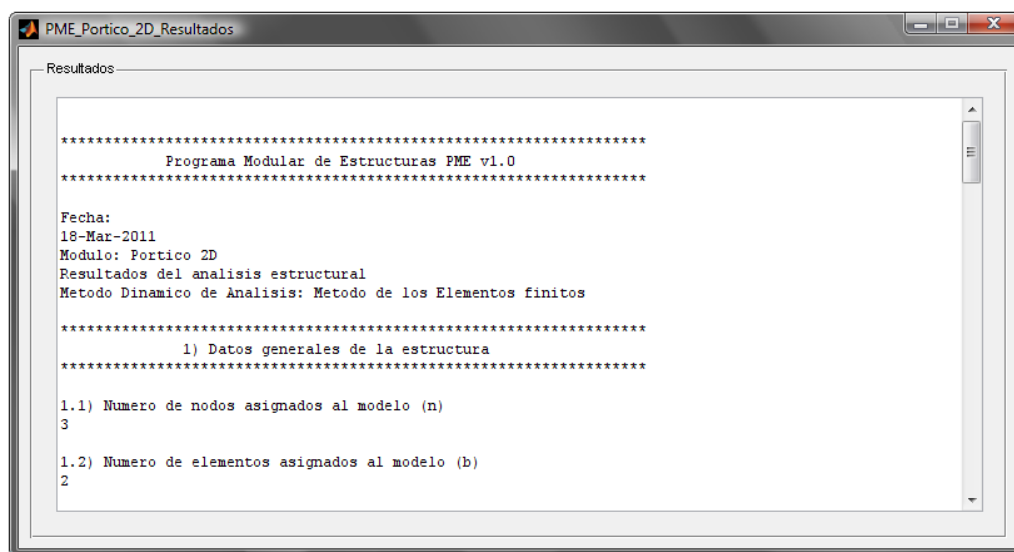 PME_Portico_2D_Resultados
Resultados
*******************************************************************
Programa Modular de Estructuras PME v1.0
*******************************************************************
Fecha:
18-Mar-2011
Modulo: Portico 2D
Resultados del analisis estructural
Metodo Dinamico de Analisis: Metodo de los Elementos finitos
*******************************************************************
1) Datos generales de la estructura
*******************************************************************
1.1) Numero de nodos asignados al modelo (n)
3
1.2) Numero de elementos asignados al modelo (b)
2